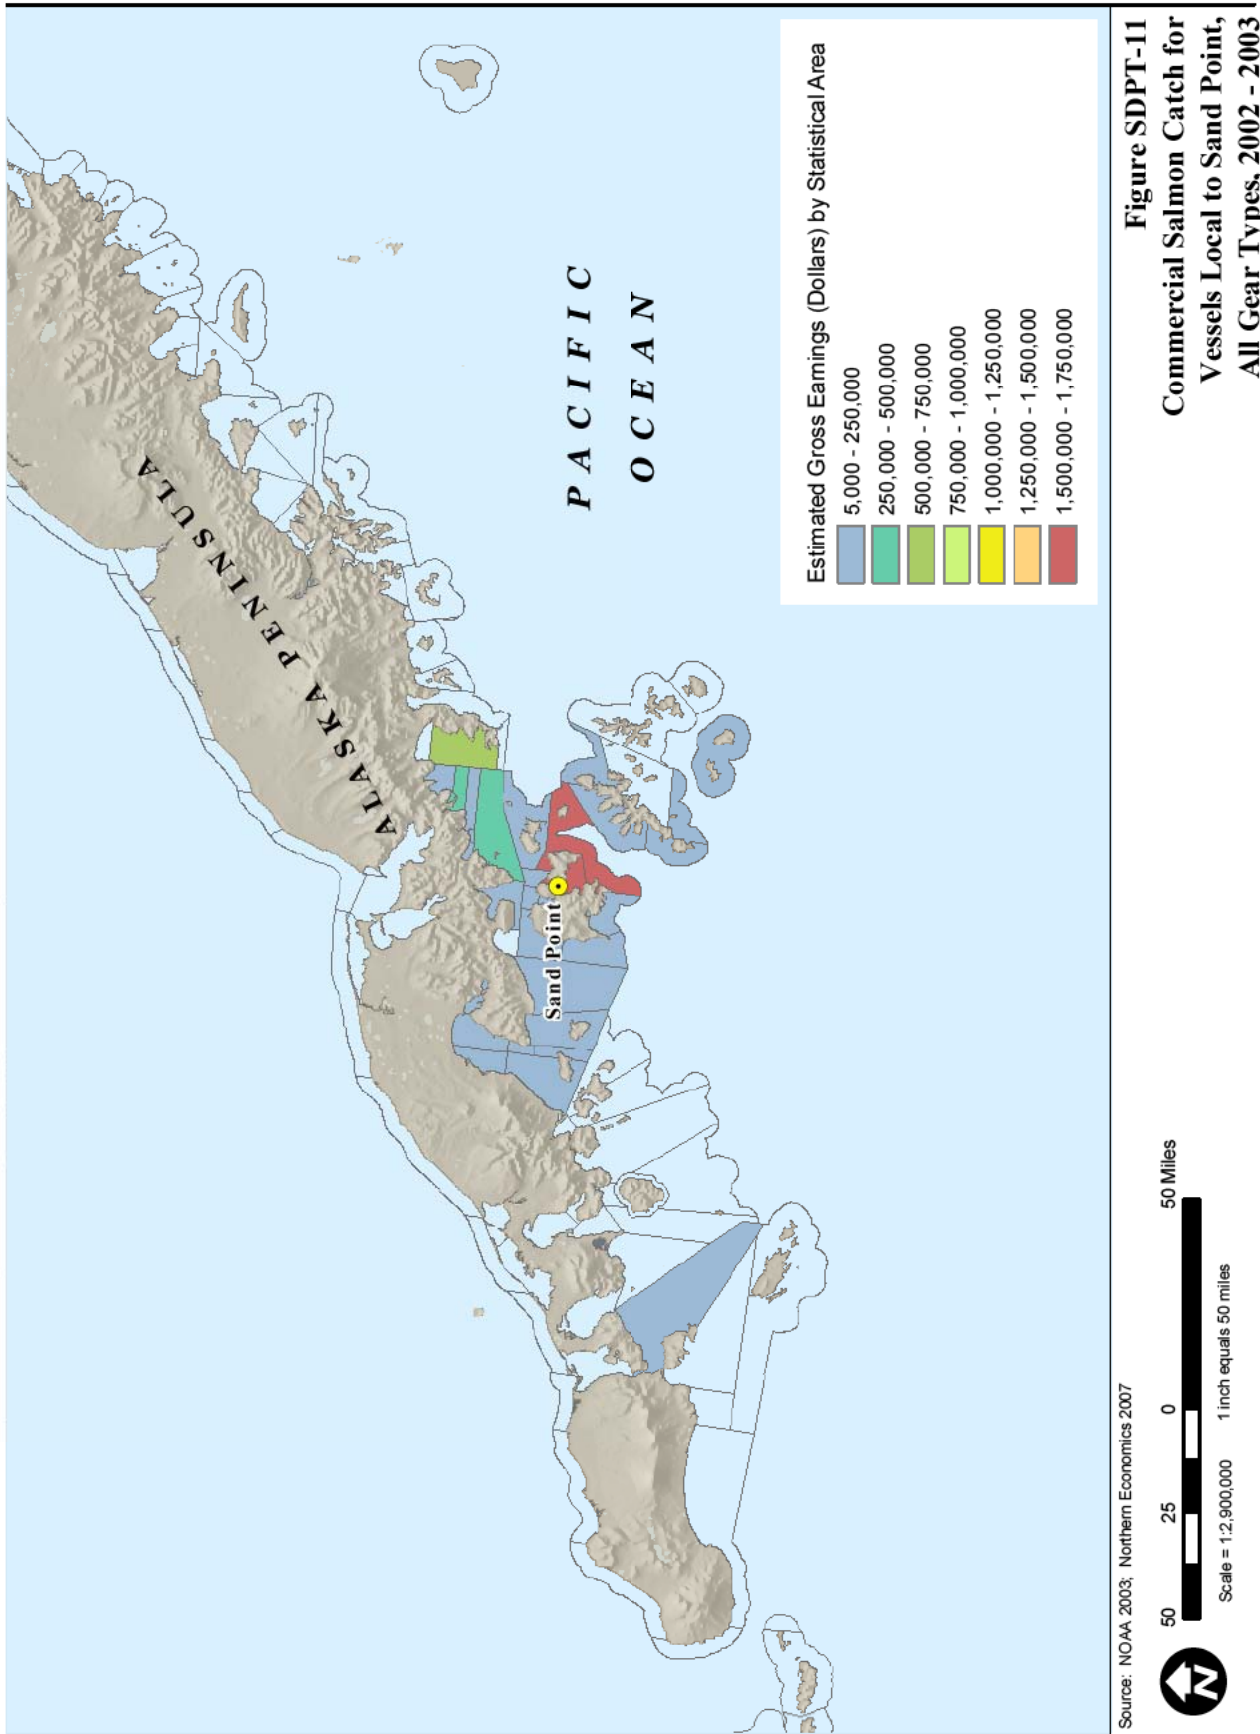 ALASKA PENINSULA
PACIFIC
OCEAN
Sand Point
Estimated Gross Earnings (Dollars) by Statistical Area
5,000 - 250,000
250,000 - 500,000
500,000 - 750,000
750,000 - 1,000,000
1,000,000 - 1,250,000
1,250,000 - 1,500,000
1,500,000 - 1,750,000
Source: NOAA 2003; Northern Economics 2007
50 25 0 50 Miles
Scale = 1:2,900,000 1 inch equals 50 miles
N
Figure SDPT-11
Commercial Salmon Catch for
Vessels Local to Sand Point,
All Gear Types, 2002 - 2003